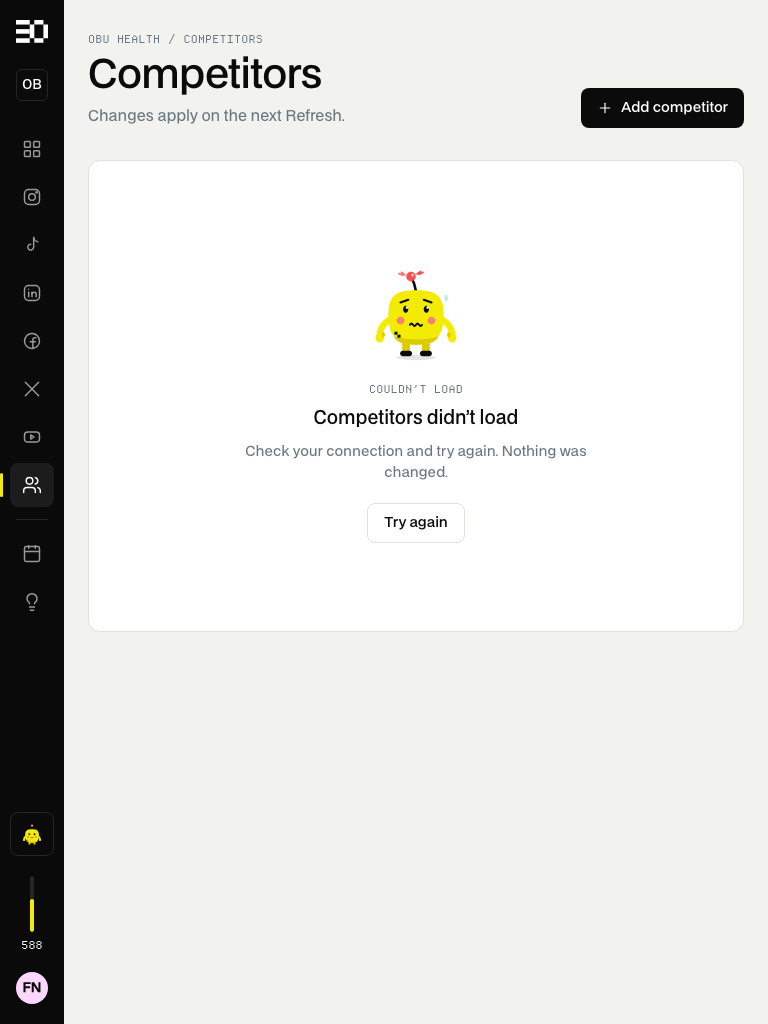 OB
OBU HEALTH / COMPETITORS
Competitors
Changes apply on the next Refresh.
Add competitor
COULDN’T LOAD
Competitors didn’t load
Check your connection and try again. Nothing was
changed.
Try again
588
FN